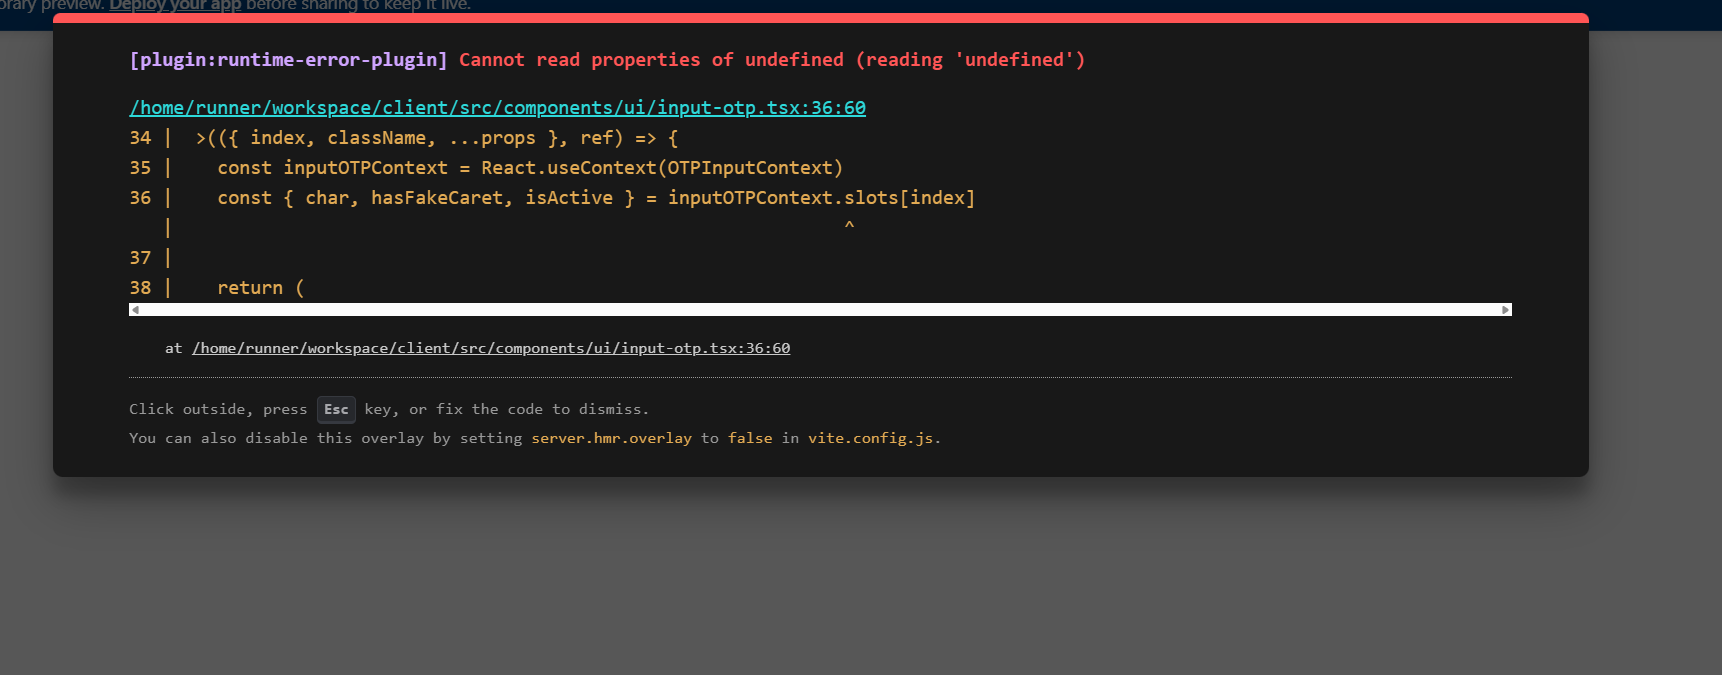 rary preview. Deploy your app before sharing to keep it live.
[plugin:runtime-error-plugin] Cannot read properties of undefined (reading 'undefined')
/home/runner/workspace/client/src/components/ui/input-otp.tsx:36:60
34 |  >(({ index, className, ...props }, ref) => {
35 |    const inputOTPContext = React.useContext(OTPInputContext)
36 |    const { char, hasFakeCaret, isActive } = inputOTPContext.slots[index]
   |                                                             ^
37 |
38 |    return (
at /home/runner/workspace/client/src/components/ui/input-otp.tsx:36:60
Click outside, press Esc key, or fix the code to dismiss.
You can also disable this overlay by setting server.hmr.overlay to false in vite.config.js.